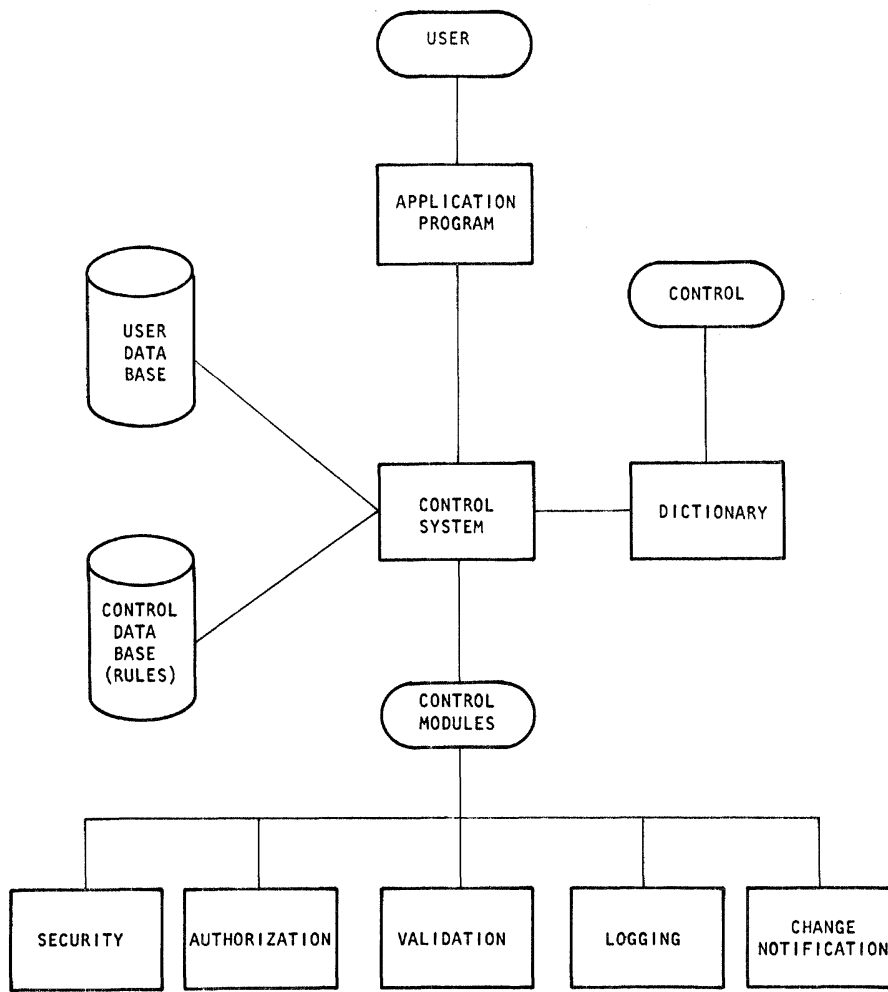 USER
APPLICATION
PROGRAM
CONTROL
USER
DATA
BASE
CONTROL
SYSTEM
DICTIONARY
CONTROL
DATA
BASE
(RULES)
CONTROL
MODULES
SECURITY
AUTHORIZATION
VALIDATION
LOGGING
CHANGE
NOTIFICATION